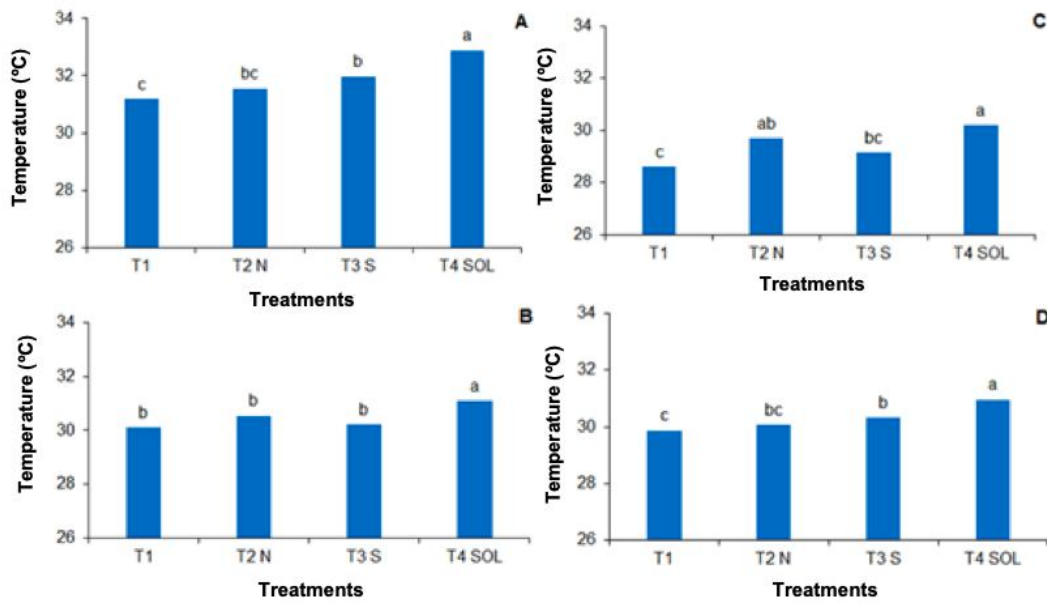 A
Temperature (ºC)
34
32
30
28
26
c
bc
b
a
T1
T2 N
T3 S
T4 SOL
Treatments
C
Temperature (ºC)
34
32
30
28
26
c
ab
bc
a
T1
T2 N
T3 S
T4 SOL
Treatments
B
Temperature (ºC)
34
32
30
28
26
b
b
b
a
T1
T2 N
T3 S
T4 SOL
Treatments
D
Temperature (ºC)
34
32
30
28
26
c
bc
b
a
T1
T2 N
T3 S
T4 SOL
Treatments